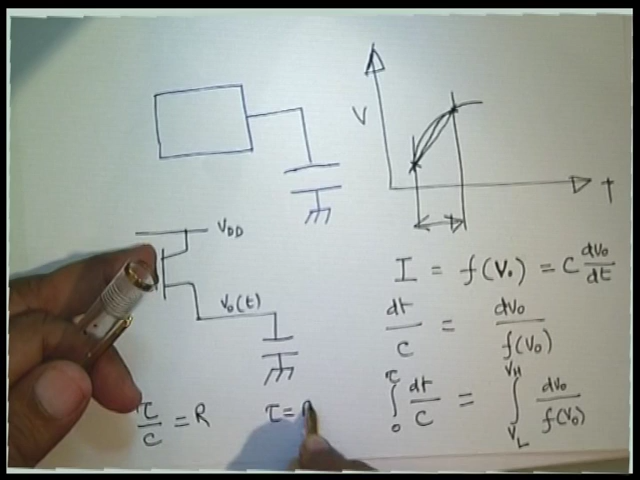 V
t
V_DD
V_o(t)
I = f(V_o) = C dV_o/dt
dt/C = dV_o/f(V_o)
∫_0^τ dt/C = ∫_{V_L}^{V_H} dV_o/f(V_o)
τ/C = R
τ =